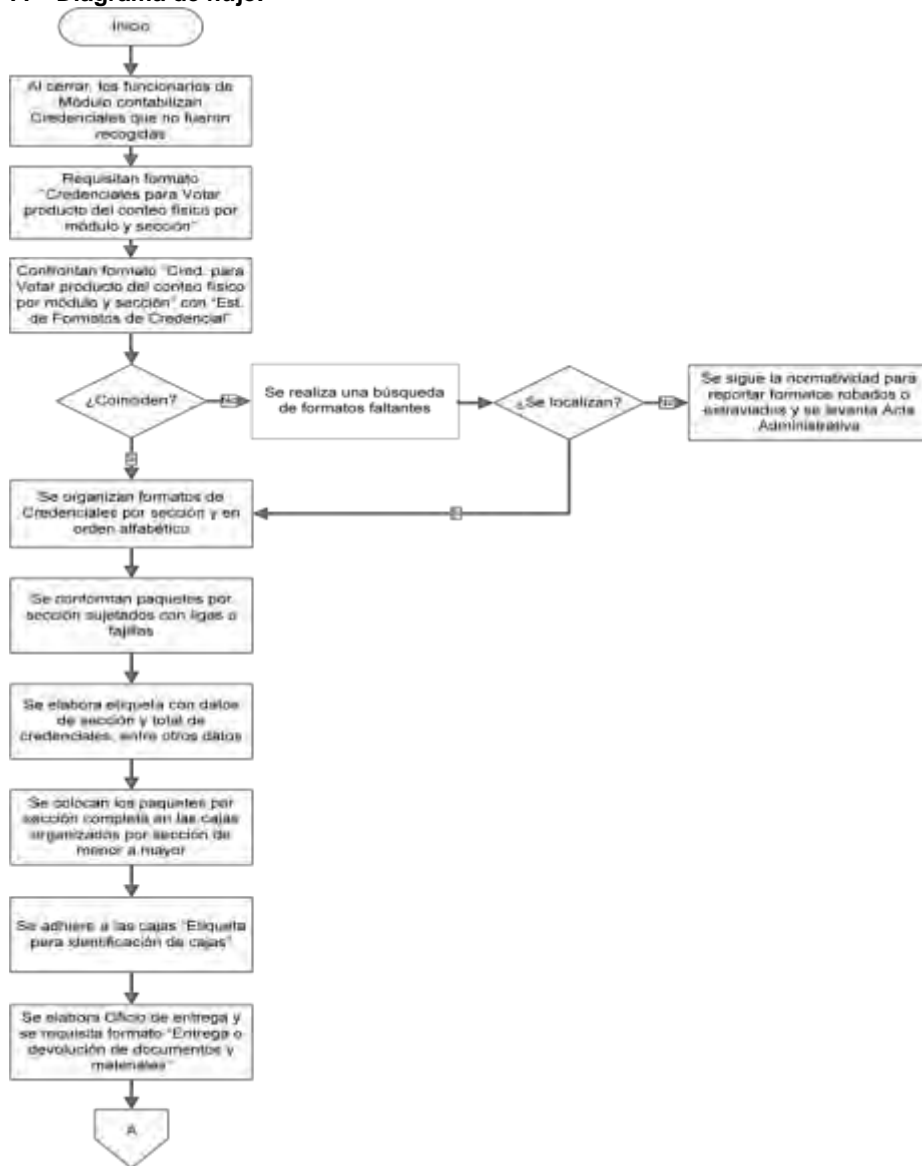 Diagrama de flujo.
Inicio
Al cerrar, los funcionarios de
Módulo contabilizan
Credenciales que no fueron
recogidas
Requisitan formato
"Credenciales para Votar
producto del conteo físico por
módulo y sección"
Confrontan formato "Cred. para
Votar producto del conteo físico
por módulo y sección" con "Est.
de Formatos de Credencial"
¿Coinciden?
No
Se realiza una búsqueda
de formatos faltantes
¿Se localizan?
No
Se sigue la normatividad para
reportar formatos robados o
extraviados y se levanta Acta
Administrativa
Se organizan formatos de
Credenciales por sección y en
orden alfabético
Se conforman paquetes por
sección sujetados con ligas o
fajillas
Se elabora etiqueta con datos
de sección y total de
credenciales, entre otros datos
Se colocan los paquetes por
sección completa en las cajas
organizados por sección de
menor a mayor
Se adhiere a las cajas "Etiqueta
para identificación de cajas"
Se elabora Oficio de entrega y
se requisita formato "Entrega o
devolución de documentos y
materiales"
A